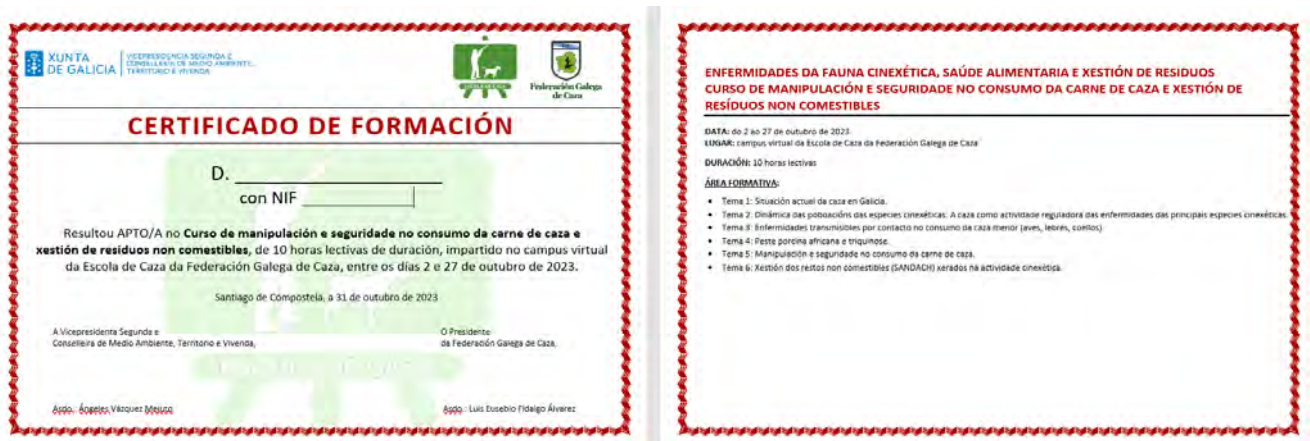 XUNTA
DE GALICIA
VICEPRESIDENCIA SEGUNDA E
CONSELLERÍA DE MEDIO AMBIENTE,
TERRITORIO E VIVENDA
Federación Galega
de Caza
CERTIFICADO DE FORMACIÓN
D.
con NIF
Resultou APTO/A no Curso de manipulación e seguridade no consumo da carne de caza e
xestión de residuos non comestibles, de 10 horas lectivas de duración, impartido no campus virtual
da Escola de Caza da Federación Galega de Caza, entre os días 2 e 27 de outubro de 2023.
Santiago de Compostela, a 31 de outubro de 2023
A Vicepresidenta Segunda e
Conselleira de Medio Ambiente, Territorio e Vivenda,
O Presidente
da Federación Galega de Caza,
Asdo.: Ángeles Vázquez Mejuto
Asdo.: Luis Eusebio Fidalgo Álvarez
ENFERMIDADES DA FAUNA CINEXÉTICA, SAÚDE ALIMENTARIA E XESTIÓN DE RESIDUOS
CURSO DE MANIPULACIÓN E SEGURIDADE NO CONSUMO DA CARNE DE CAZA E XESTIÓN DE
RESÍDUOS NON COMESTIBLES
DATA: do 2 ao 27 de outubro de 2023
LUGAR: campus virtual da Escola de Caza da Federación Galega de Caza
DURACIÓN: 10 horas lectivas
ÁREA FORMATIVA:
• Tema 1: Situación actual da caza en Galicia.
• Tema 2: Dinámica das poboacións das especies cinexéticas. A caza como actividade reguladora das enfermidades das principais especies cinexéticas.
• Tema 3: Enfermidades transmisibles por contacto no consumo da caza menor (aves, lebres, coellos)
• Tema 4: Peste porcina africana e triquinose.
• Tema 5: Manipulación e seguridade no consumo da carne de caza.
• Tema 6: Xestión dos restos non comestibles (SANDACH) xerados na actividade cinexética.